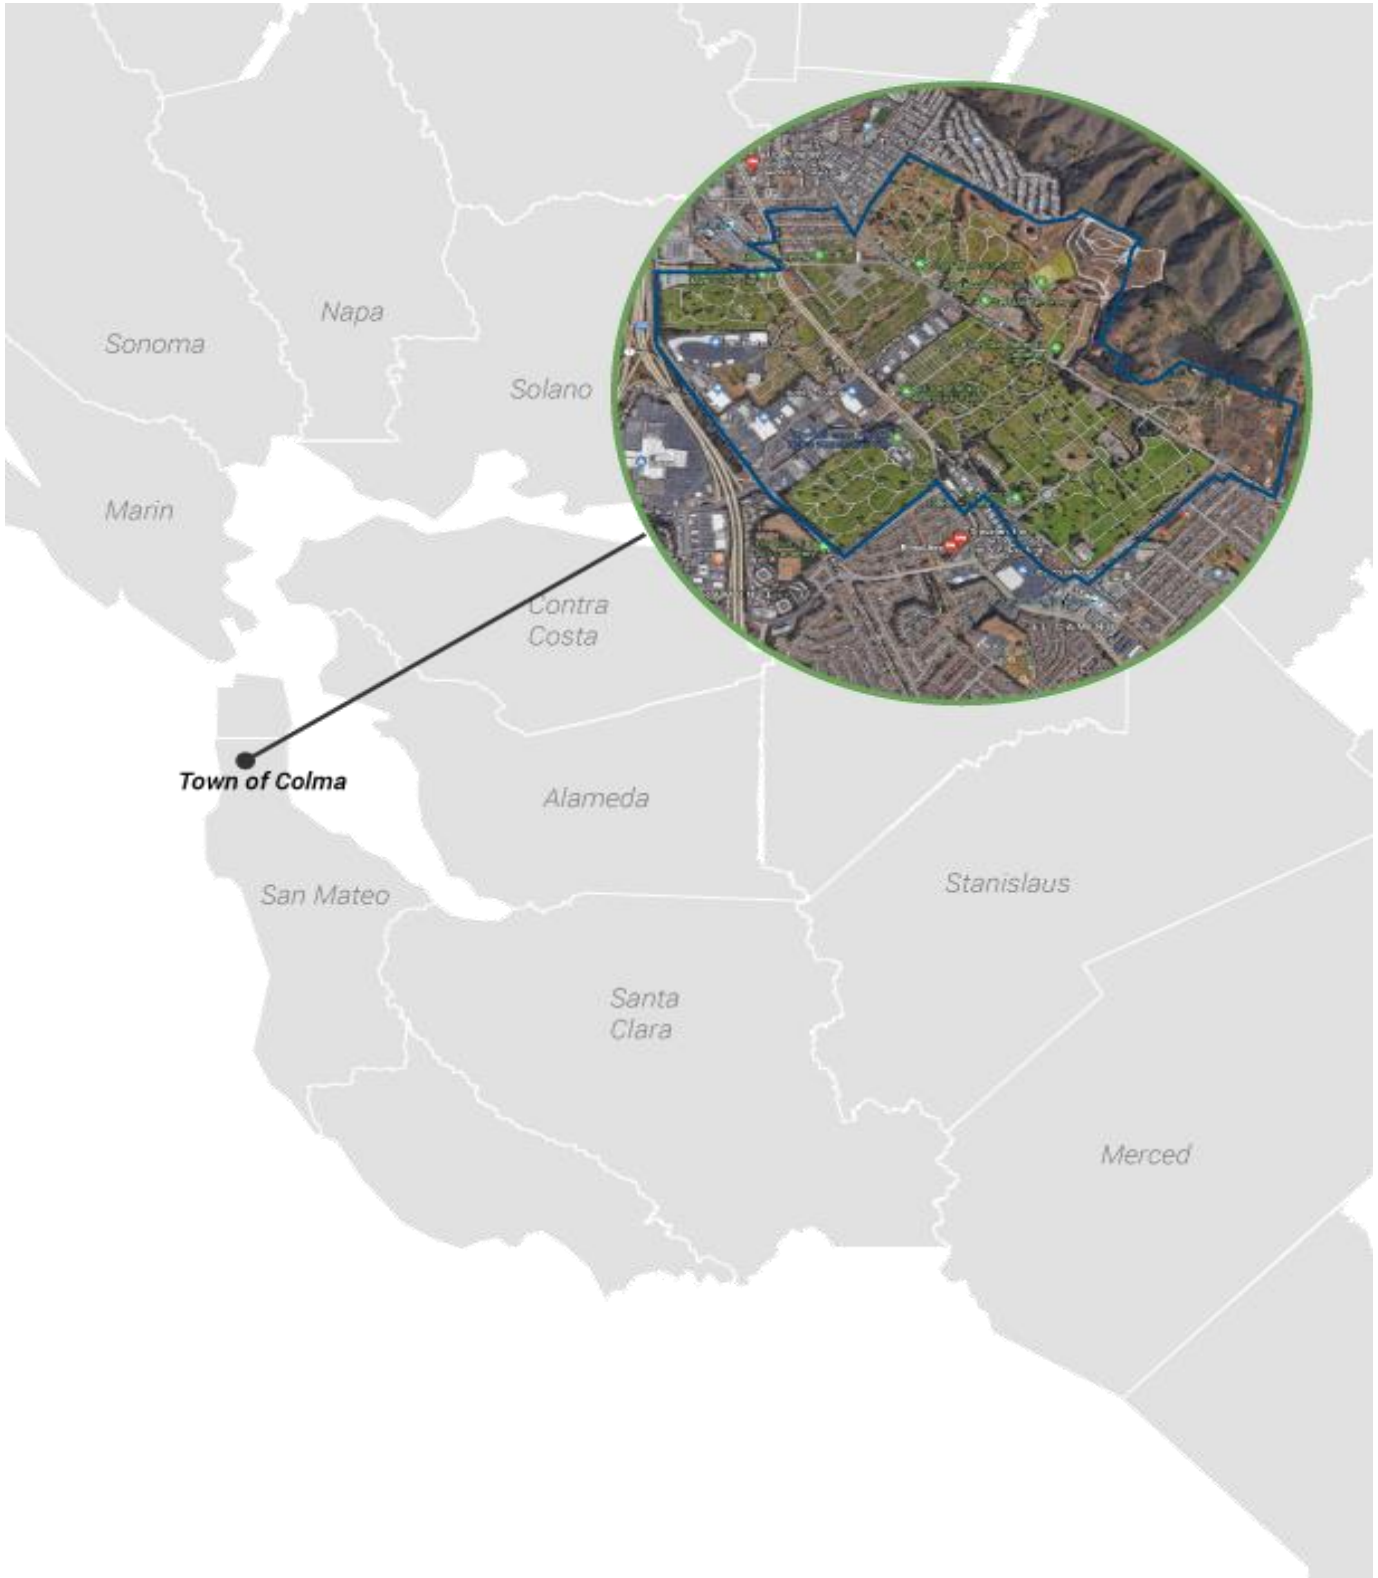 Napa
Sonoma
Solano
Marin
Contra
Costa
Town of Colma
Alameda
Stanislaus
San Mateo
Santa
Clara
Merced